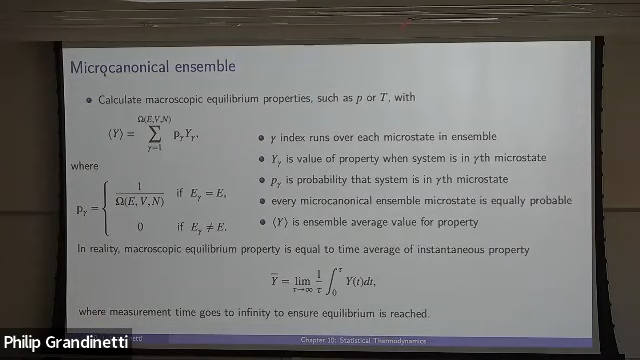 Microcanonical ensemble
Calculate macroscopic equilibrium properties, such as p or T, with
⟨Y⟩ = ∑_{γ=1}^{Ω(E,V,N)} p_γ Y_γ,
where
p_γ = { 1/Ω(E, V, N) if E_γ = E,
0 if E_γ ≠ E.
γ index runs over each microstate in ensemble
Y_γ is value of property when system is in γth microstate
p_γ is probability that system is in γth microstate
every microcanonical ensemble microstate is equally probable
⟨Y⟩ is ensemble average value for property
In reality, macroscopic equilibrium property is equal to time average of instantaneous property
Y̅ = lim_{τ→∞} 1/τ ∫_0^τ Y(t)dt,
where measurement time goes to infinity to ensure equilibrium is reached.
Philip Grandinetti
Chapter 10: Statistical Thermodynamics